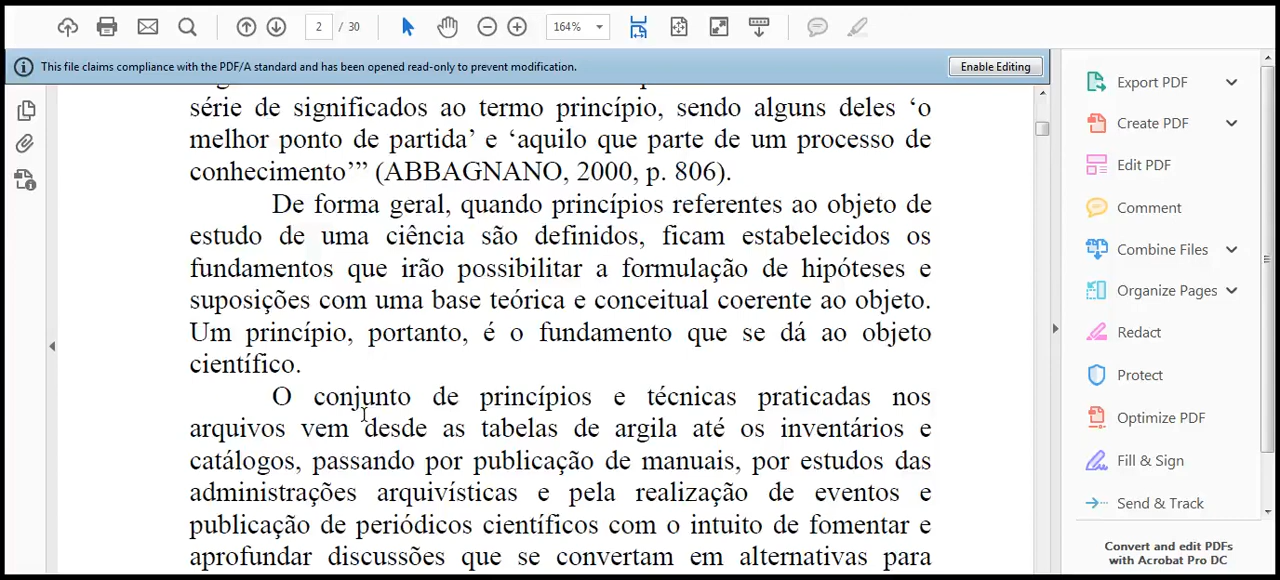 2 / 30
164%
This file claims compliance with the PDF/A standard and has been opened read-only to prevent modification.
Enable Editing
série de significados ao termo princípio, sendo alguns deles ‘o
melhor ponto de partida’ e ‘aquilo que parte de um processo de
conhecimento’” (ABBAGNANO, 2000, p. 806).
De forma geral, quando princípios referentes ao objeto de
estudo de uma ciência são definidos, ficam estabelecidos os
fundamentos que irão possibilitar a formulação de hipóteses e
suposições com uma base teórica e conceitual coerente ao objeto.
Um princípio, portanto, é o fundamento que se dá ao objeto
científico.
O conjunto de princípios e técnicas praticadas nos
arquivos vem desde as tabelas de argila até os inventários e
catálogos, passando por publicação de manuais, por estudos das
administrações arquivísticas e pela realização de eventos e
publicação de periódicos científicos com o intuito de fomentar e
aprofundar discussões que se convertam em alternativas para
Export PDF
Create PDF
Edit PDF
Comment
Combine Files
Organize Pages
Redact
Protect
Optimize PDF
Fill & Sign
Send & Track
Convert and edit PDFs
with Acrobat Pro DC